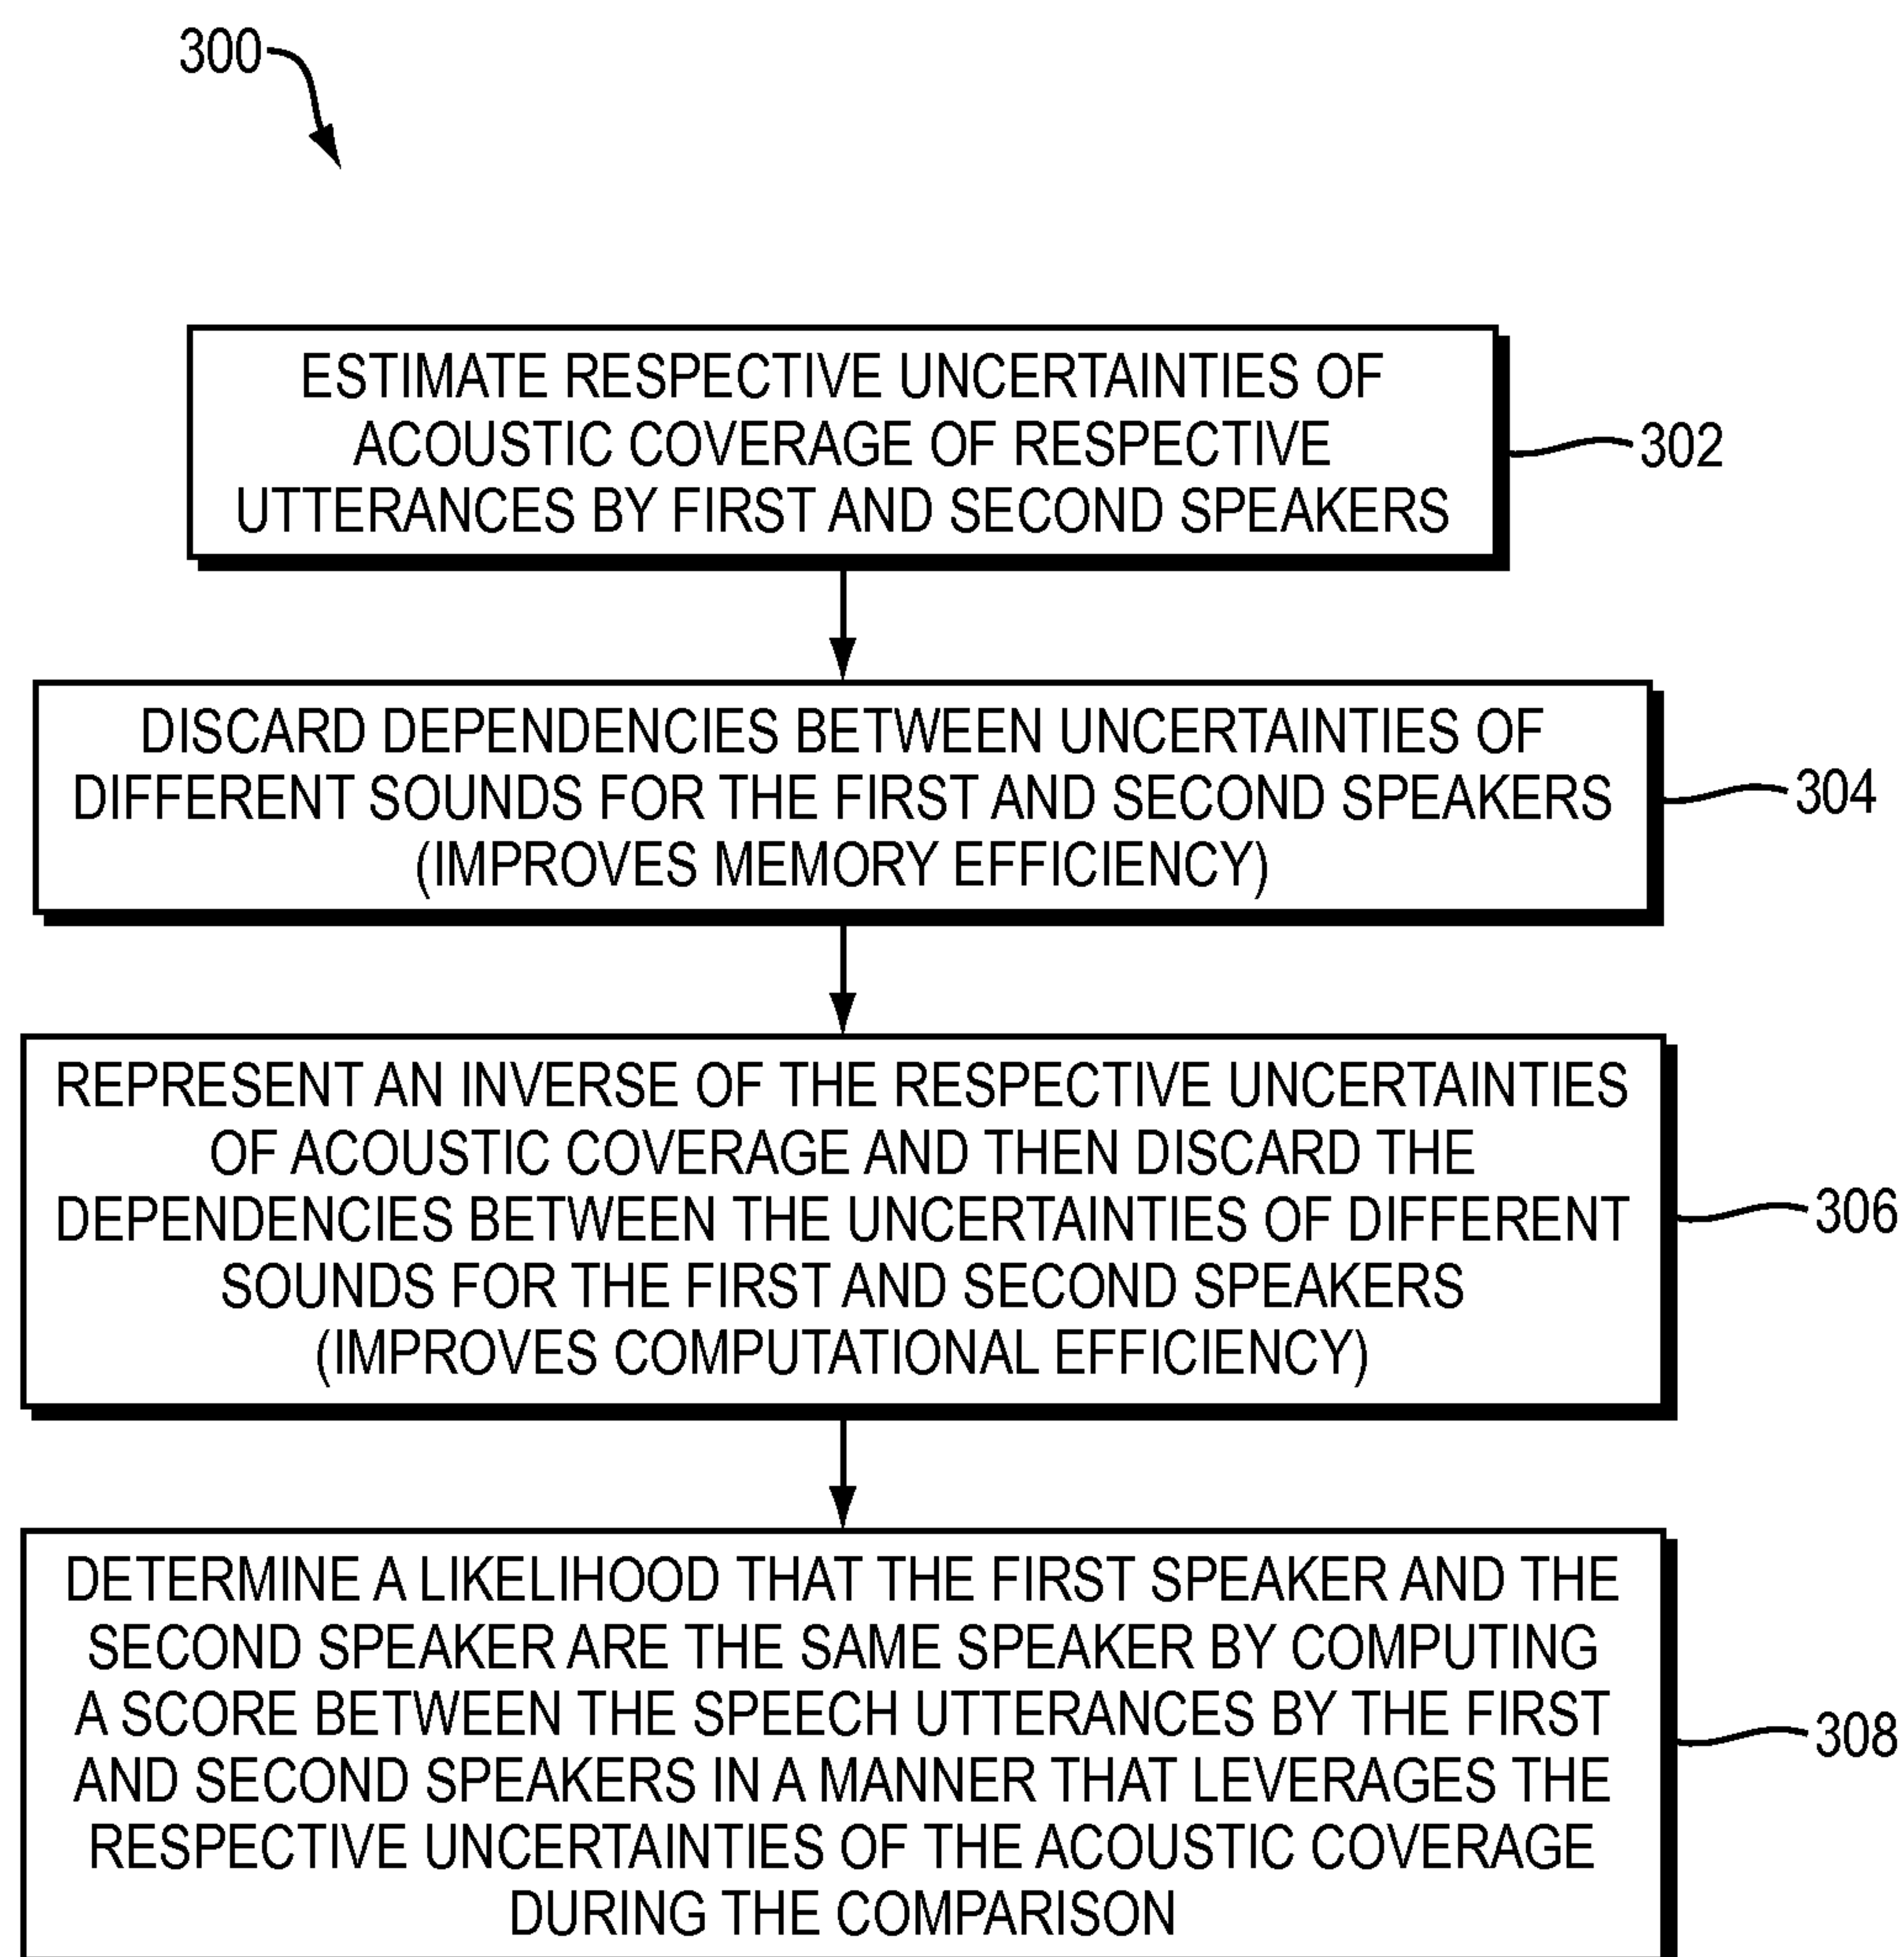 300
ESTIMATE RESPECTIVE UNCERTAINTIES OF
ACOUSTIC COVERAGE OF RESPECTIVE
UTTERANCES BY FIRST AND SECOND SPEAKERS
302
DISCARD DEPENDENCIES BETWEEN UNCERTAINTIES OF
DIFFERENT SOUNDS FOR THE FIRST AND SECOND SPEAKERS
(IMPROVES MEMORY EFFICIENCY)
304
REPRESENT AN INVERSE OF THE RESPECTIVE UNCERTAINTIES
OF ACOUSTIC COVERAGE AND THEN DISCARD THE
DEPENDENCIES BETWEEN THE UNCERTAINTIES OF DIFFERENT
SOUNDS FOR THE FIRST AND SECOND SPEAKERS
(IMPROVES COMPUTATIONAL EFFICIENCY)
306
DETERMINE A LIKELIHOOD THAT THE FIRST SPEAKER AND THE
SECOND SPEAKER ARE THE SAME SPEAKER BY COMPUTING
A SCORE BETWEEN THE SPEECH UTTERANCES BY THE FIRST
AND SECOND SPEAKERS IN A MANNER THAT LEVERAGES THE
RESPECTIVE UNCERTAINTIES OF THE ACOUSTIC COVERAGE
DURING THE COMPARISON
308